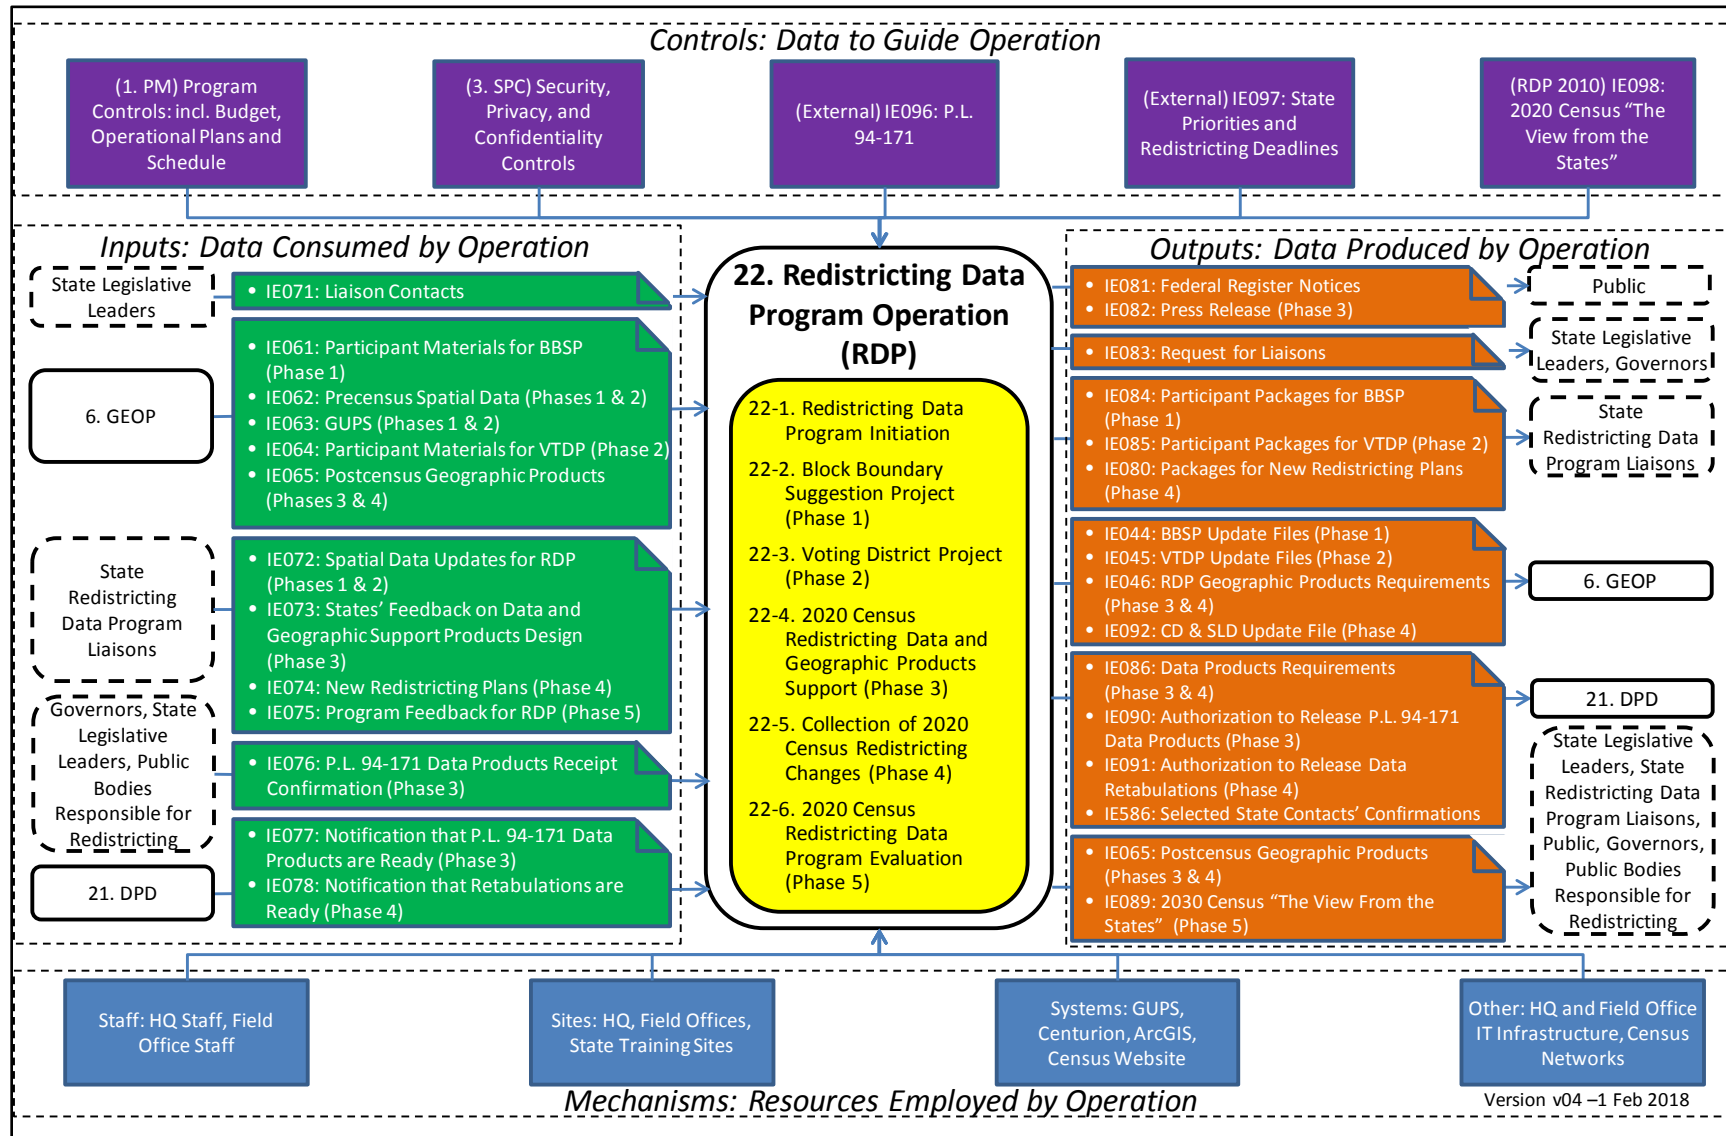 Controls: Data to Guide Operation
(1. PM) Program
Controls: incl. Budget,
Operational Plans and
Schedule
(3. SPC) Security,
Privacy, and
Confidentiality
Controls
(External) IE096: P.L.
94-171
(External) IE097: State
Priorities and
Redistricting Deadlines
(RDP 2010) IE098:
2020 Census “The
View from the
States”
Inputs: Data Consumed by Operation
State Legislative
Leaders
• IE071: Liaison Contacts
6. GEOP
• IE061: Participant Materials for BBSP
(Phase 1)
• IE062: Precensus Spatial Data (Phases 1 & 2)
• IE063: GUPS (Phases 1 & 2)
• IE064: Participant Materials for VTDP (Phase 2)
• IE065: Postcensus Geographic Products
(Phases 3 & 4)
State
Redistricting
Data Program
Liaisons
• IE072: Spatial Data Updates for RDP
(Phases 1 & 2)
• IE073: States’ Feedback on Data and
Geographic Support Products Design
(Phase 3)
• IE074: New Redistricting Plans (Phase 4)
• IE075: Program Feedback for RDP (Phase 5)
Governors, State
Legislative
Leaders, Public
Bodies
Responsible for
Redistricting
• IE076: P.L. 94-171 Data Products Receipt
Confirmation (Phase 3)
21. DPD
• IE077: Notification that P.L. 94-171 Data
Products are Ready (Phase 3)
• IE078: Notification that Retabulations are
Ready (Phase 4)
22. Redistricting Data
Program Operation
(RDP)
22-1. Redistricting Data
Program Initiation
22-2. Block Boundary
Suggestion Project
(Phase 1)
22-3. Voting District Project
(Phase 2)
22-4. 2020 Census
Redistricting Data and
Geographic Products
Support (Phase 3)
22-5. Collection of 2020
Census Redistricting
Changes (Phase 4)
22-6. 2020 Census
Redistricting Data
Program Evaluation
(Phase 5)
Outputs: Data Produced by Operation
• IE081: Federal Register Notices
• IE082: Press Release (Phase 3)
Public
• IE083: Request for Liaisons
State Legislative
Leaders, Governors
• IE084: Participant Packages for BBSP
(Phase 1)
• IE085: Participant Packages for VTDP (Phase 2)
• IE080: Packages for New Redistricting Plans
(Phase 4)
State
Redistricting Data
Program Liaisons
• IE044: BBSP Update Files (Phase 1)
• IE045: VTDP Update Files (Phase 2)
• IE046: RDP Geographic Products Requirements
(Phase 3 & 4)
• IE092: CD & SLD Update File (Phase 4)
6. GEOP
• IE086: Data Products Requirements
(Phase 3 & 4)
• IE090: Authorization to Release P.L. 94-171
Data Products (Phase 3)
• IE091: Authorization to Release Data
Retabulations (Phase 4)
• IE586: Selected State Contacts’ Confirmations
21. DPD
• IE065: Postcensus Geographic Products
(Phases 3 & 4)
• IE089: 2030 Census “The View From the
States” (Phase 5)
State Legislative
Leaders, State
Redistricting Data
Program Liaisons,
Public, Governors,
Public Bodies
Responsible for
Redistricting
Staff: HQ Staff, Field
Office Staff
Sites: HQ, Field Offices,
State Training Sites
Systems: GUPS,
Centurion, ArcGIS,
Census Website
Other: HQ and Field Office
IT Infrastructure, Census
Networks
Mechanisms: Resources Employed by Operation
Version v04 –1 Feb 2018